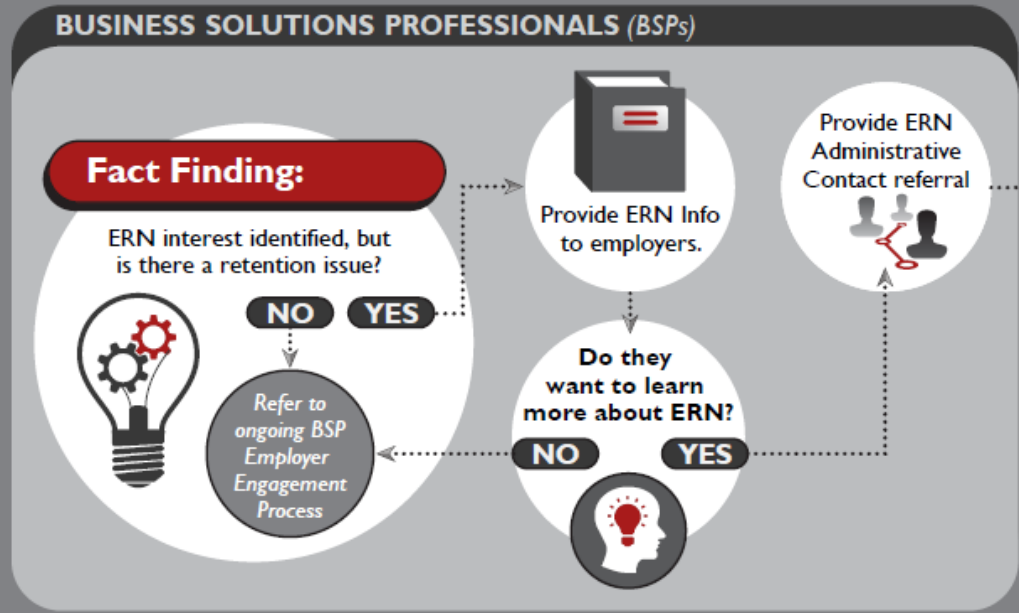 BUSINESS SOLUTIONS PROFESSIONALS (BSPs)
Fact Finding:
ERN interest identified, but
is there a retention issue?
NO YES
Refer to
ongoing BSP
Employer
Engagement
Process
Provide ERN Info
to employers.
Do they
want to learn
more about ERN?
NO YES
Provide ERN
Administrative
Contact referral